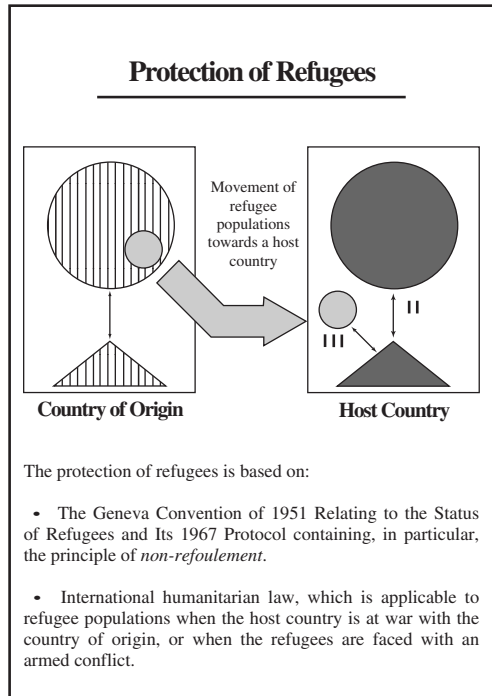 Protection of Refugees
Movement of
refugee
populations
towards a host
country
II
III
Country of Origin
Host Country
The protection of refugees is based on:
• The Geneva Convention of 1951 Relating to the Status
of Refugees and Its 1967 Protocol containing, in particular,
the principle of non-refoulement.
• International humanitarian law, which is applicable to
refugee populations when the host country is at war with the
country of origin, or when the refugees are faced with an
armed conflict.